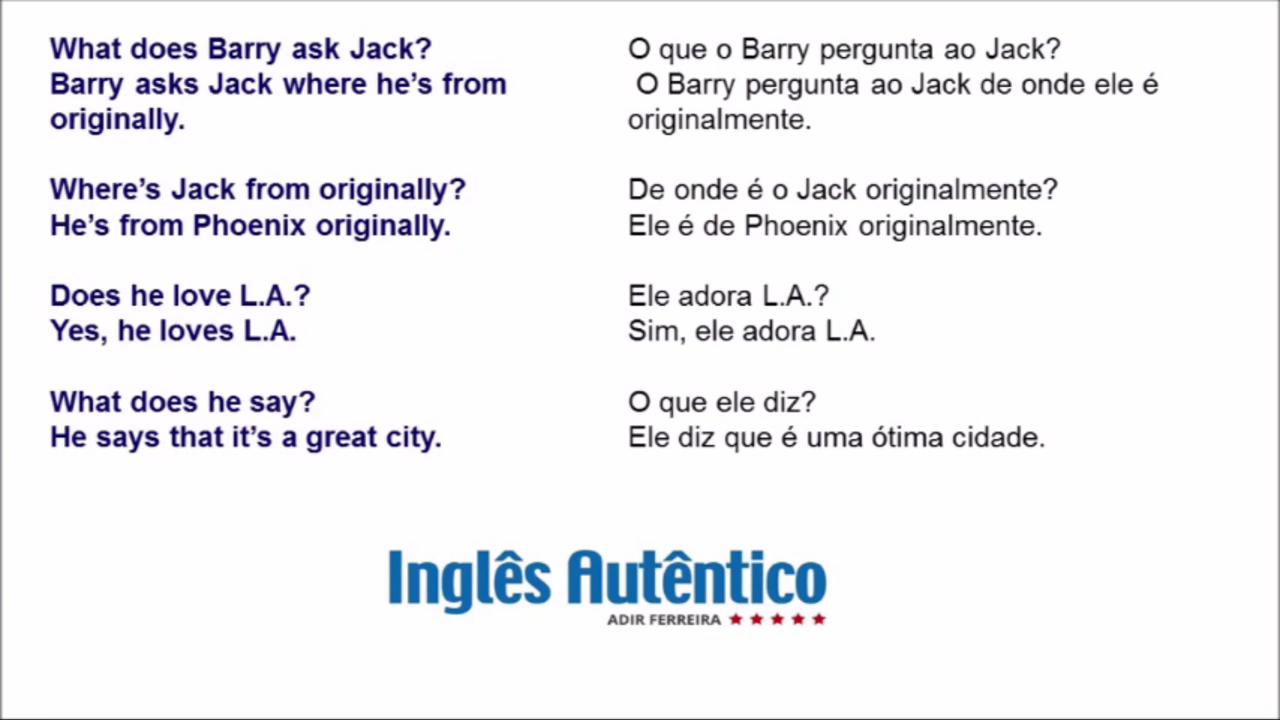 What does Barry ask Jack?
Barry asks Jack where he's from
originally.
Where's Jack from originally?
He's from Phoenix originally.
Does he love L.A.?
Yes, he loves L.A.
What does he say?
He says that it's a great city.
O que o Barry pergunta ao Jack?
O Barry pergunta ao Jack de onde ele é
originalmente.
De onde é o Jack originalmente?
Ele é de Phoenix originalmente.
Ele adora L.A.?
Sim, ele adora L.A.
O que ele diz?
Ele diz que é uma ótima cidade.
Inglês Autêntico
ADIR FERREIRA ★★★★★